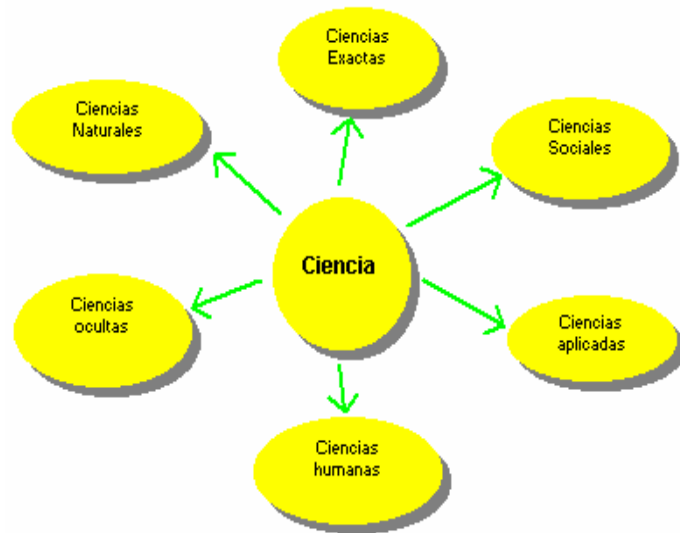 Ciencias
Exactas
Ciencias
Naturales
Ciencias
Sociales
Ciencia
Ciencias
ocultas
Ciencias
aplicadas
Ciencias
humanas